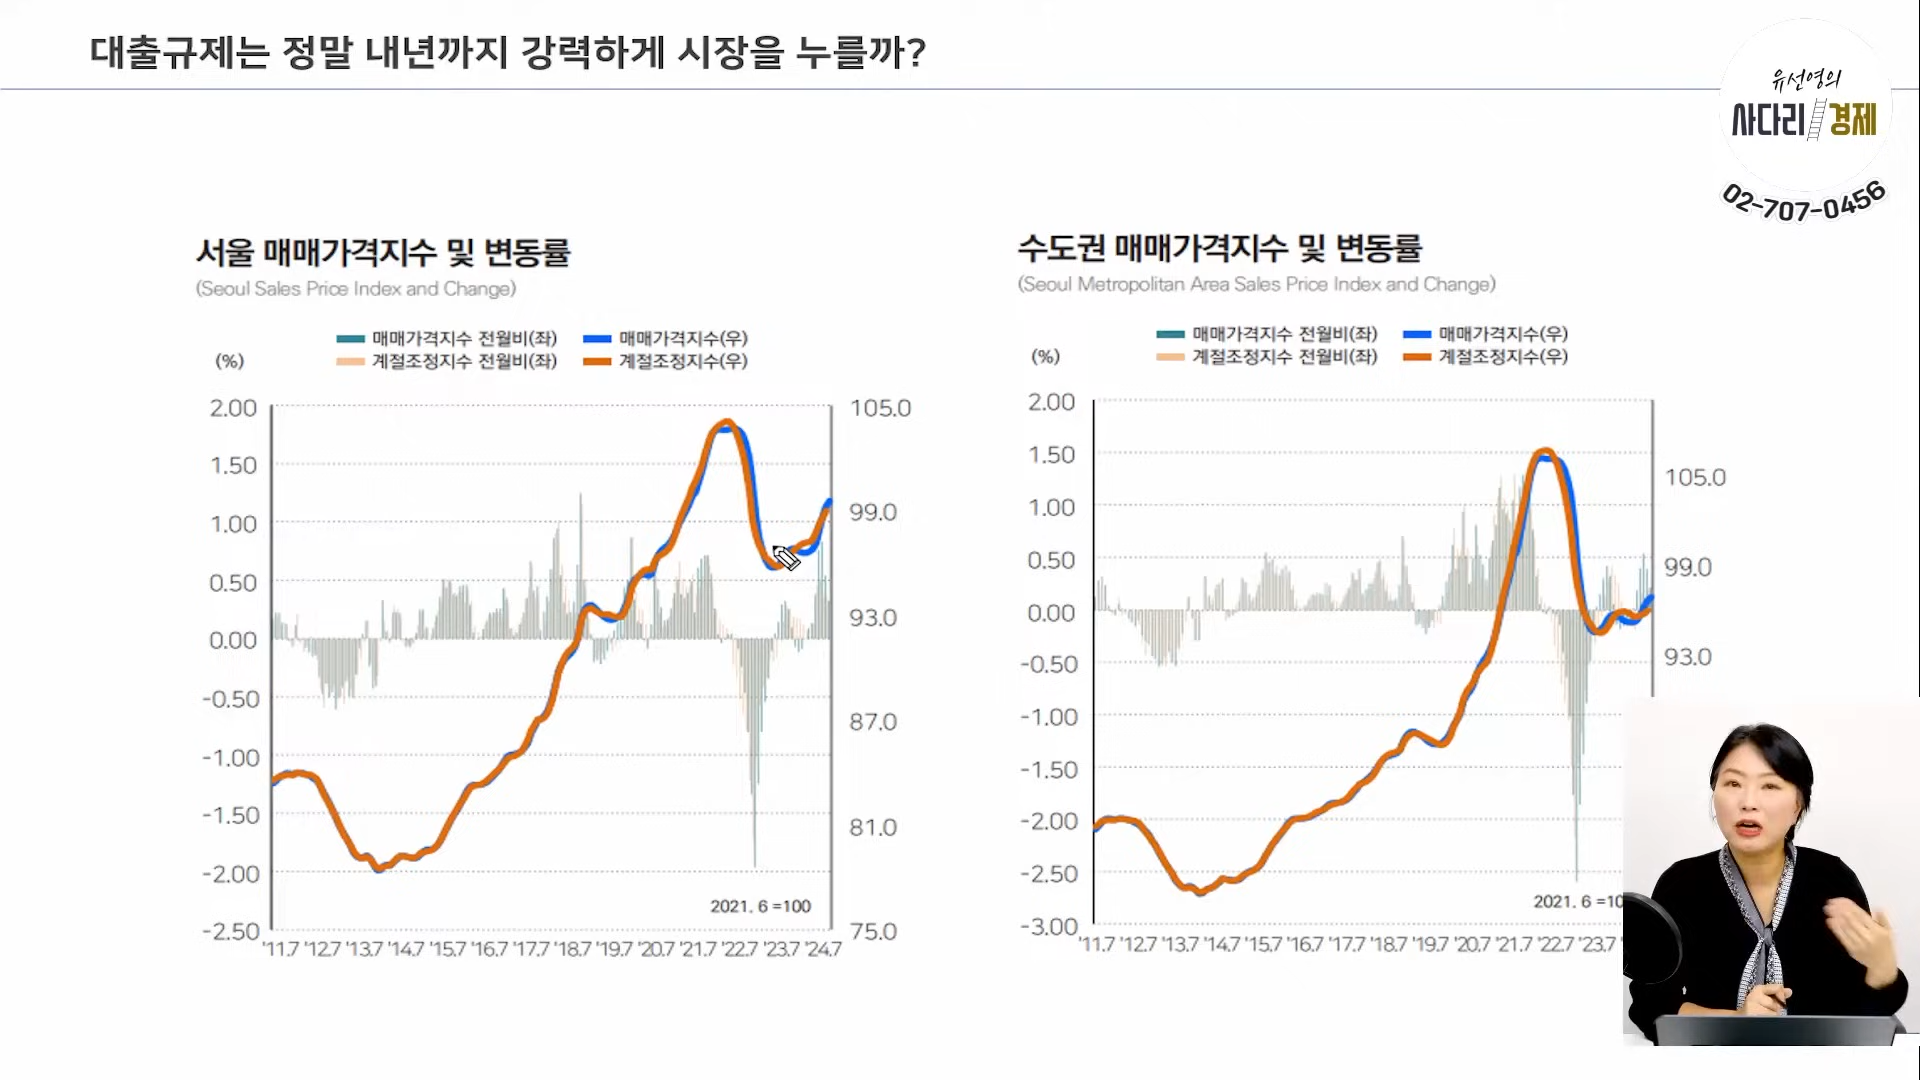 대출규제는 정말 내년까지 강력하게 시장을 누를까?
유선영의
사다리 경제
02-707-0456
서울 매매가격지수 및 변동률
(Seoul Sales Price Index and Change)
매매가격지수 전월비(좌) 매매가격지수(우)
(%) 계절조정지수 전월비(좌) 계절조정지수(우)
2.00 105.0
1.50
1.00 99.0
0.50
0.00 93.0
-0.50
-1.00 87.0
-1.50 81.0
-2.00
2021. 6 =100
-2.50 75.0
'11.7 '12.7 '13.7 '14.7 '15.7 '16.7 '17.7 '18.7 '19.7 '20.7 '21.7 '22.7 '23.7 '24.7
수도권 매매가격지수 및 변동률
(Seoul Metropolitan Area Sales Price Index and Change)
매매가격지수 전월비(좌) 매매가격지수(우)
(%) 계절조정지수 전월비(좌) 계절조정지수(우)
2.00
1.50 105.0
1.00
0.50 99.0
0.00
-0.50 93.0
-1.00
-1.50
-2.00
-2.50
2021. 6 =10
-3.00
'11.7 '12.7 '13.7 '14.7 '15.7 '16.7 '17.7 '18.7 '19.7 '20.7 '21.7 '22.7 '23.7